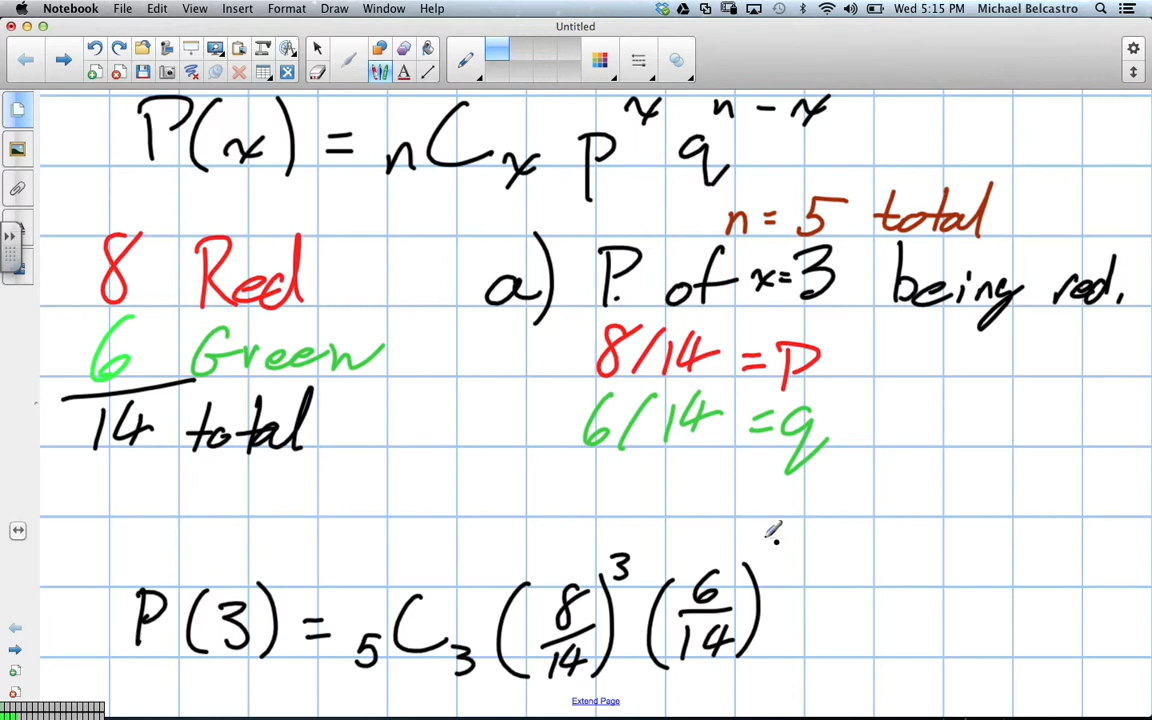 Notebook File Edit View Insert Format Draw Window Help Wed 5:15 PM Michael Belcastro
Untitled
P(x) = nCx p^x q^(n-x)
n = 5 total
8 Red
a) P. of x=3 being red.
6 Green
8/14 = P
14 total
6/14 = q
P(3) = 5C3 (8/14)^3 (6/14)
Extend Page